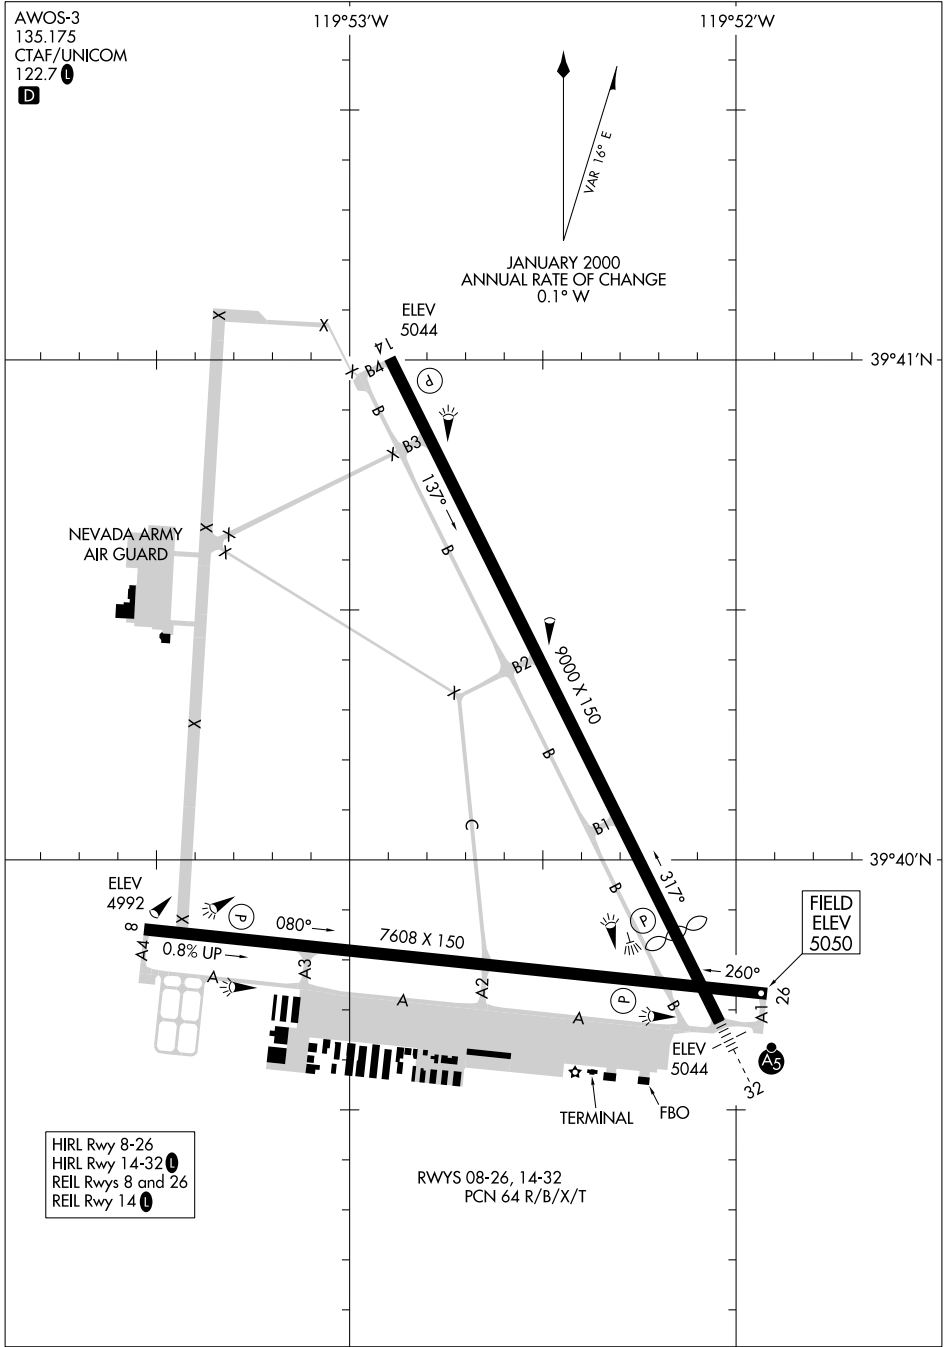 AWOS-3
135.175
CTAF/UNICOM
122.7 L
D
119°53'W
119°52'W
VAR 16° E
JANUARY 2000
ANNUAL RATE OF CHANGE
0.1° W
ELEV
5044
14
39°41'N
X
X
X
B4
P
B
B3
X
137°
NEVADA ARMY
AIR GUARD
X
X
X
B
B2
9000 X 150
X
X
B
C
B1
39°40'N
317°
B
ELEV
4992
8
X
P
080°
7608 X 150
P
FIELD
ELEV
5050
A4
0.8% UP
A3
260°
A
A2
A
P
A
B
A1
26
ELEV
5044
A5
32
TERMINAL
FBO
HIRL Rwy 8-26
HIRL Rwy 14-32 L
REIL Rwys 8 and 26
REIL Rwy 14 L
RWYS 08-26, 14-32
PCN 64 R/B/X/T